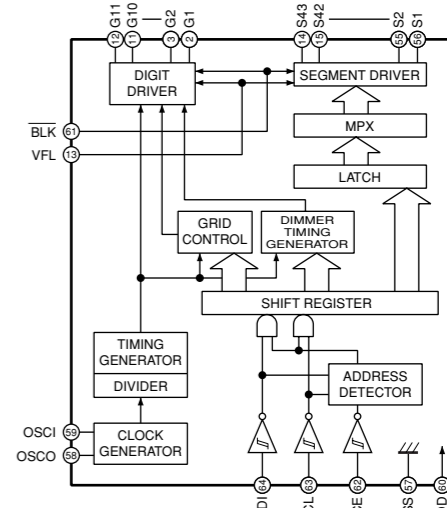 G11 G10 G2 G1 S43 S42 S2 S1
12 11 3 2 14 15 55 56
DIGIT DRIVER
SEGMENT DRIVER
BLK 61
MPX
VFL 13
LATCH
GRID CONTROL
DIMMER TIMING GENERATOR
SHIFT REGISTER
TIMING GENERATOR
DIVIDER
ADDRESS DETECTOR
OSCI 59
OSCO 58
CLOCK GENERATOR
64 63 62 57 60
DI